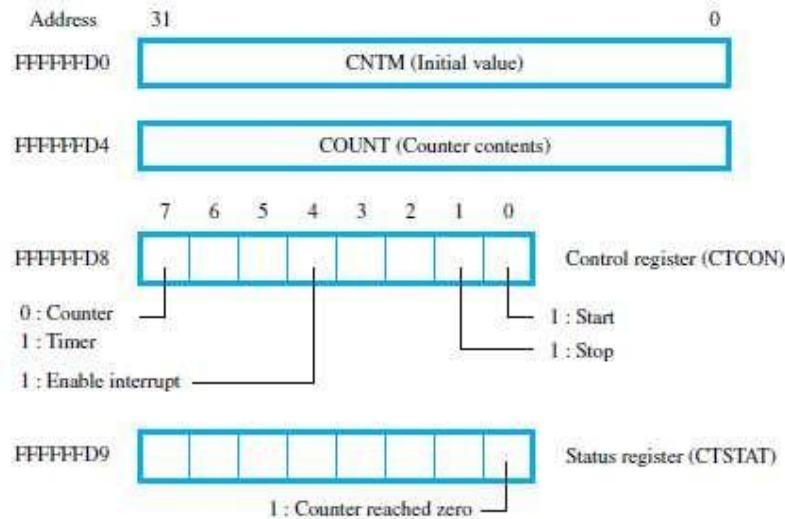 Address 31 0
FFFFFFD0 CNTM (Initial value)
FFFFFFD4 COUNT (Counter contents)
7 6 5 4 3 2 1 0
FFFFFFD8 Control register (CTCON)
0 : Counter 1 : Start
1 : Timer 1 : Stop
1 : Enable interrupt
FFFFFFD9 Status register (CTSTAT)
1 : Counter reached zero